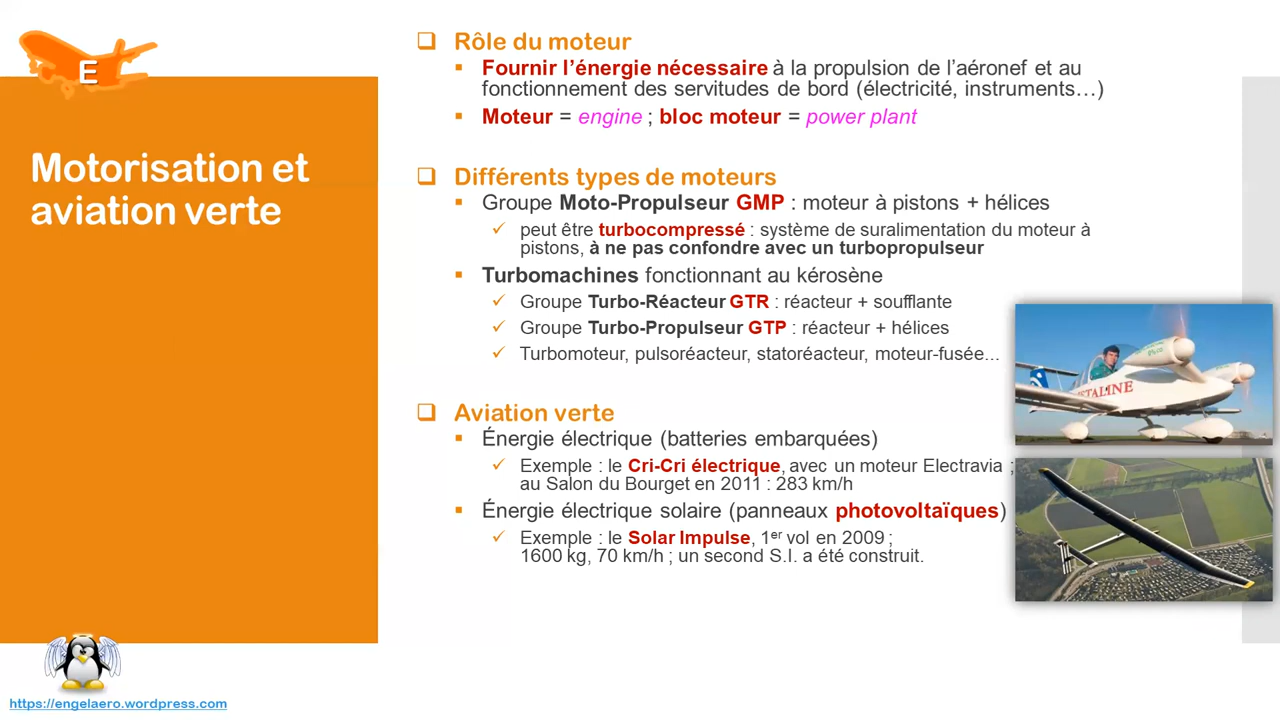 E
Motorisation et
aviation verte
❑ Rôle du moteur
▪ Fournir l’énergie nécessaire à la propulsion de l’aéronef et au
fonctionnement des servitudes de bord (électricité, instruments…)
▪ Moteur = engine ; bloc moteur = power plant
❑ Différents types de moteurs
▪ Groupe Moto-Propulseur GMP : moteur à pistons + hélices
✓ peut être turbocompressé : système de suralimentation du moteur à
pistons, à ne pas confondre avec un turbopropulseur
▪ Turbomachines fonctionnant au kérosène
✓ Groupe Turbo-Réacteur GTR : réacteur + soufflante
✓ Groupe Turbo-Propulseur GTP : réacteur + hélices
✓ Turbomoteur, pulsoréacteur, statoréacteur, moteur-fusée...
❑ Aviation verte
▪ Énergie électrique (batteries embarquées)
✓ Exemple : le Cri-Cri électrique, avec un moteur Electravia ;
au Salon du Bourget en 2011 : 283 km/h
▪ Énergie électrique solaire (panneaux photovoltaïques)
✓ Exemple : le Solar Impulse, 1er vol en 2009 ;
1600 kg, 70 km/h ; un second S.I. a été construit.
https://engelaero.wordpress.com